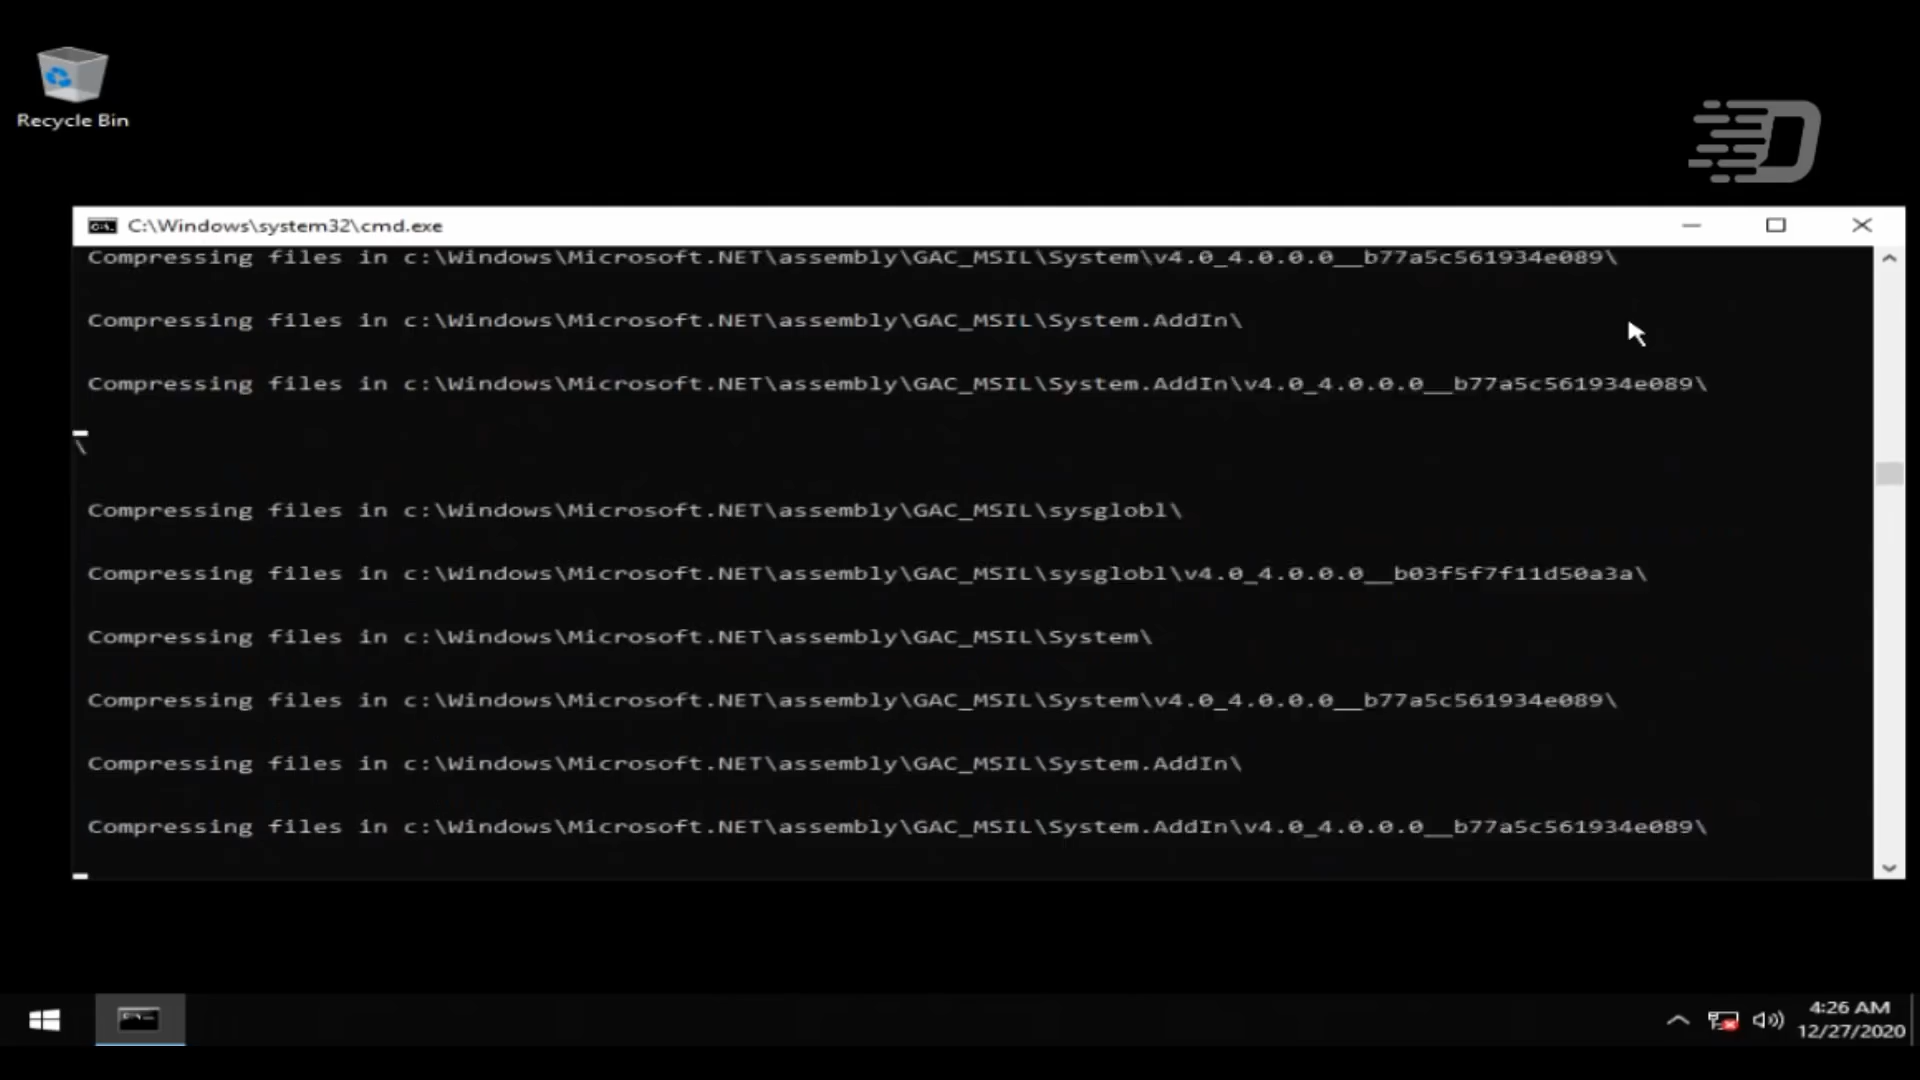 Recycle Bin
D
C:\Windows\system32\cmd.exe
Compressing files in c:\Windows\Microsoft.NET\assembly\GAC_MSIL\System\v4.0_4.0.0.0__b77a5c561934e089\
Compressing files in c:\Windows\Microsoft.NET\assembly\GAC_MSIL\System.AddIn\
Compressing files in c:\Windows\Microsoft.NET\assembly\GAC_MSIL\System.AddIn\v4.0_4.0.0.0__b77a5c561934e089\
\
Compressing files in c:\Windows\Microsoft.NET\assembly\GAC_MSIL\sysglobl\
Compressing files in c:\Windows\Microsoft.NET\assembly\GAC_MSIL\sysglobl\v4.0_4.0.0.0__b03f5f7f11d50a3a\
Compressing files in c:\Windows\Microsoft.NET\assembly\GAC_MSIL\System\
Compressing files in c:\Windows\Microsoft.NET\assembly\GAC_MSIL\System\v4.0_4.0.0.0__b77a5c561934e089\
Compressing files in c:\Windows\Microsoft.NET\assembly\GAC_MSIL\System.AddIn\
Compressing files in c:\Windows\Microsoft.NET\assembly\GAC_MSIL\System.AddIn\v4.0_4.0.0.0__b77a5c561934e089\
4:26 AM
12/27/2020